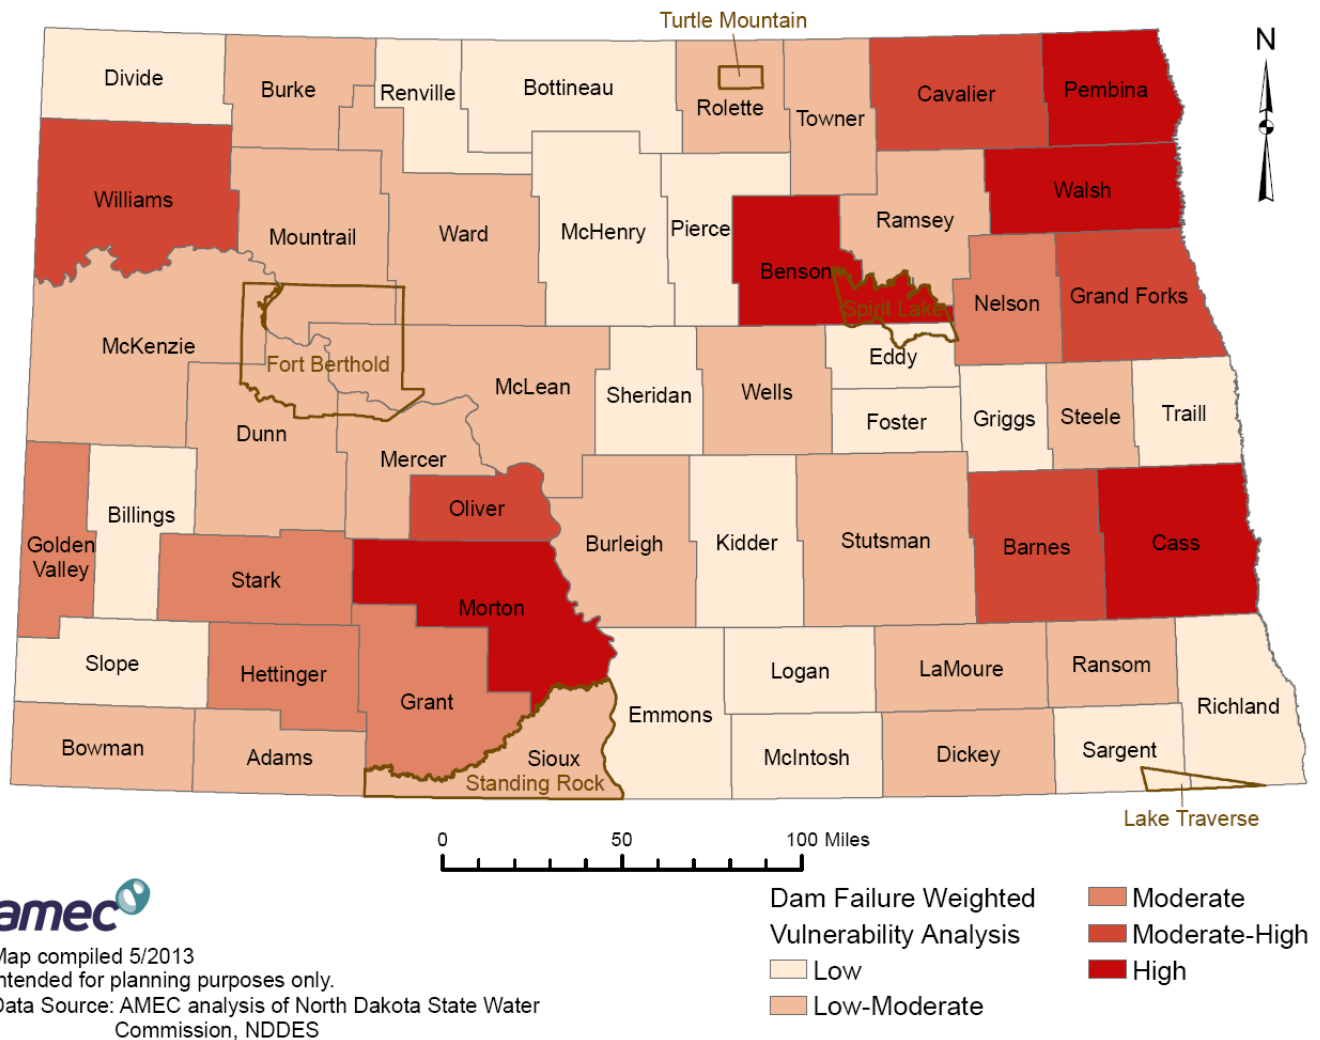 Turtle Mountain
N
Divide
Burke
Renville
Bottineau
Rolette
Towner
Cavalier
Pembina
Williams
Mountrail
Ward
McHenry
Pierce
Benson
Ramsey
Walsh
Spirit Lake
Nelson
Grand Forks
McKenzie
Fort Berthold
McLean
Sheridan
Wells
Eddy
Foster
Griggs
Steele
Traill
Dunn
Mercer
Oliver
Billings
Golden
Valley
Stark
Morton
Burleigh
Kidder
Stutsman
Barnes
Cass
Slope
Hettinger
Grant
Emmons
Logan
LaMoure
Ransom
Richland
Bowman
Adams
Sioux
Standing Rock
McIntosh
Dickey
Sargent
Lake Traverse
0 50 100 Miles
amec
Map compiled 5/2013
ntended for planning purposes only.
Data Source: AMEC analysis of North Dakota State Water
Commission, NDDES
Dam Failure Weighted
Vulnerability Analysis
Low
Low-Moderate
Moderate
Moderate-High
High